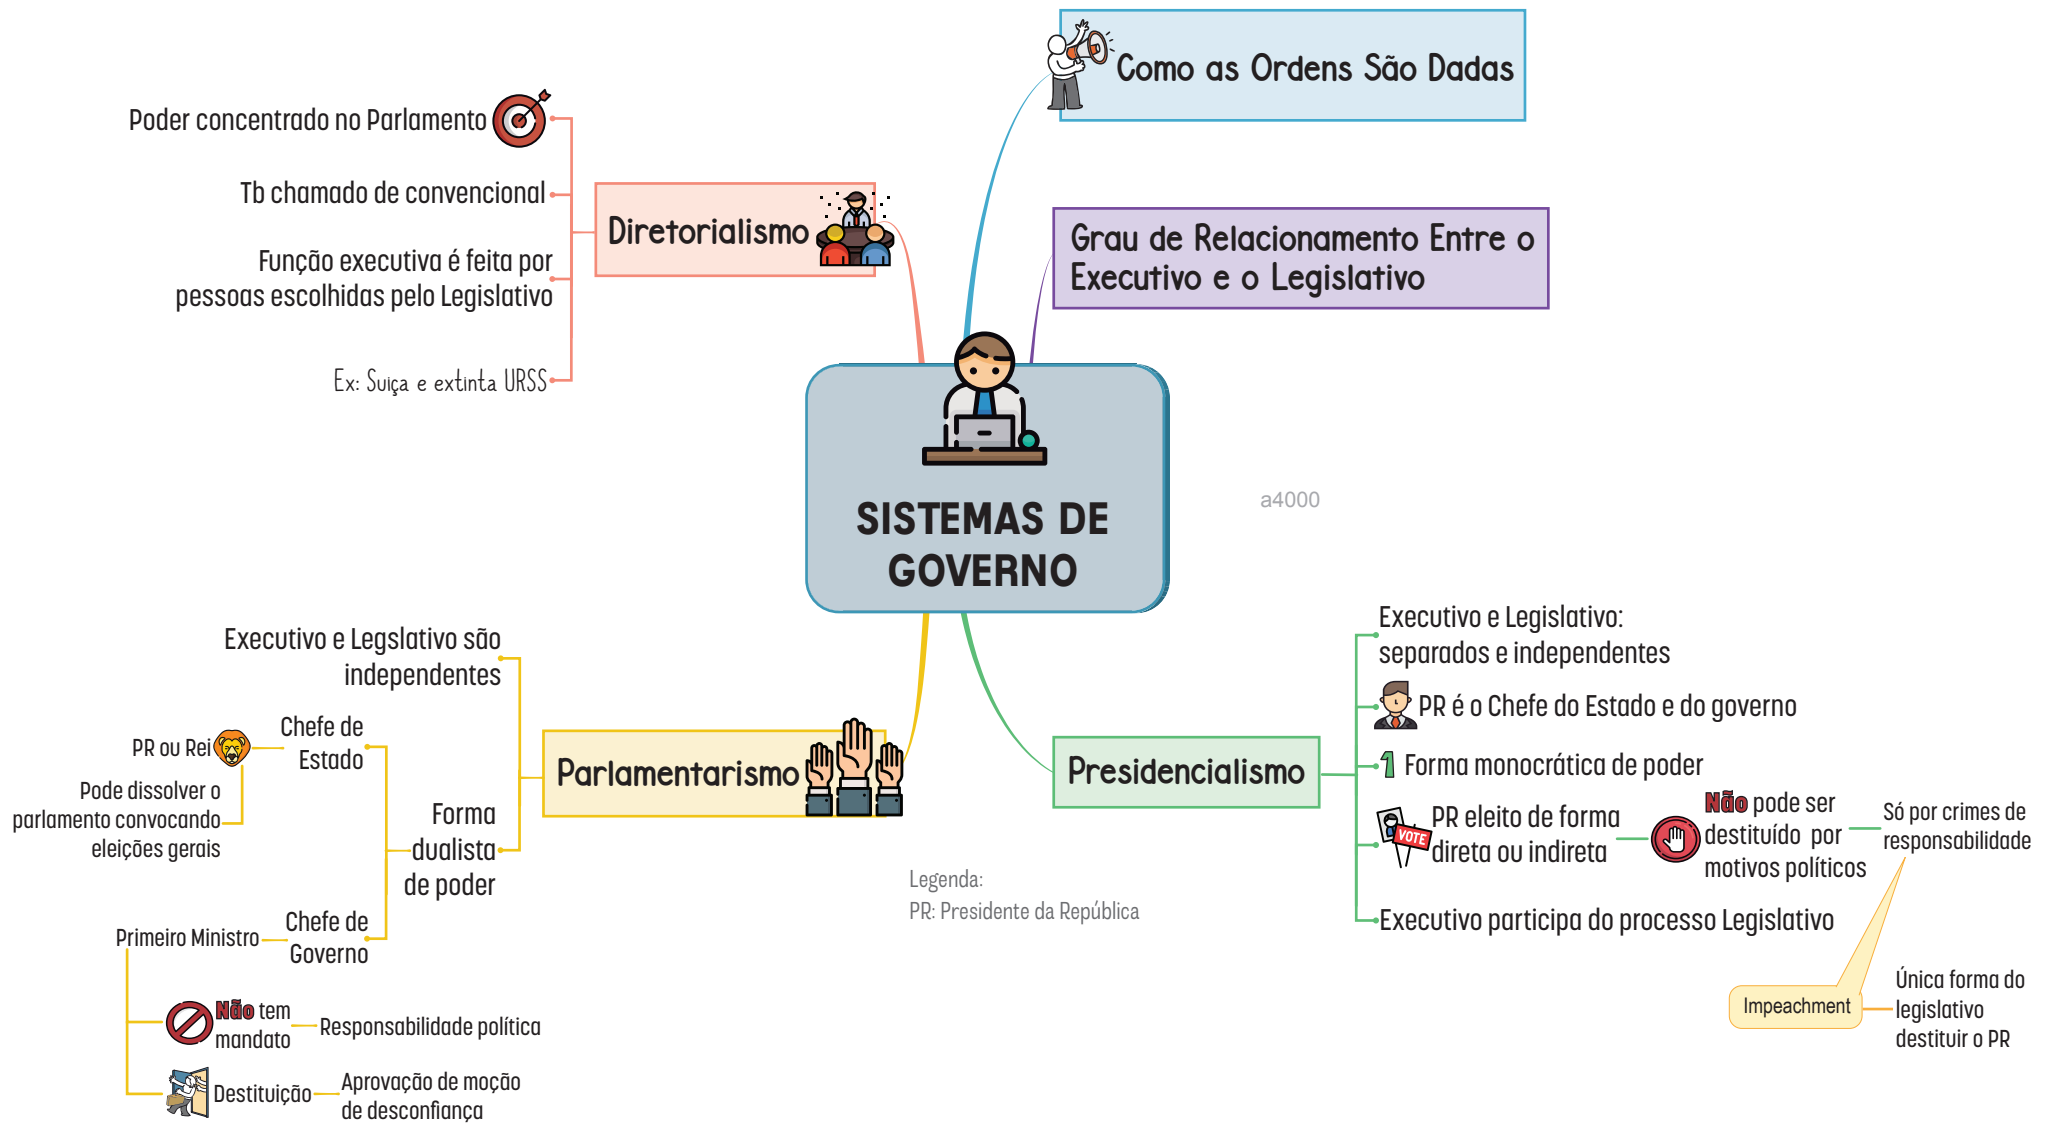 Como as Ordens São Dadas
Grau de Relacionamento Entre o
Executivo e o Legislativo
Diretorialismo
Poder concentrado no Parlamento
Tb chamado de convencional
Função executiva é feita por
pessoas escolhidas pelo Legislativo
Ex: Suiça e extinta URSS
SISTEMAS DE
GOVERNO
a4000
Parlamentarismo
Executivo e Legslativo são
independentes
Forma
dualista
de poder
Chefe de
Estado
PR ou Rei
Pode dissolver o
parlamento convocando
eleições gerais
Chefe de
Governo
Primeiro Ministro
Não tem
mandato
Responsabilidade política
Destituição
Aprovação de moção
de desconfiança
Presidencialismo
Executivo e Legislativo:
separados e independentes
PR é o Chefe do Estado e do governo
1 Forma monocrática de poder
VOTE
PR eleito de forma
direta ou indireta
Não pode ser
destituído por
motivos políticos
Só por crimes de
responsabilidade
Executivo participa do processo Legislativo
Impeachment
Única forma do
legislativo
destituir o PR
Legenda:
PR: Presidente da República